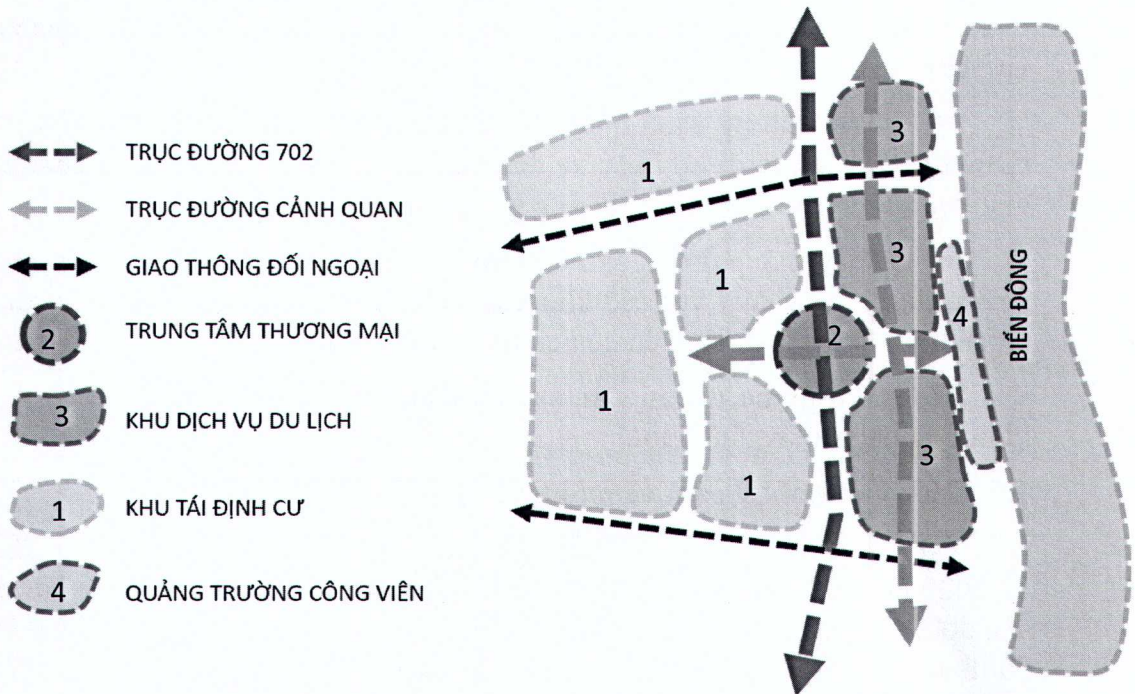 TRỤC ĐƯỜNG 702
TRỤC ĐƯỜNG CẢNH QUAN
GIAO THÔNG ĐỐI NGOẠI
2 TRUNG TÂM THƯƠNG MẠI
3 KHU DỊCH VỤ DU LỊCH
1 KHU TÁI ĐỊNH CƯ
4 QUẢNG TRƯỜNG CÔNG VIÊN
3
1
3
1
4
2
BIỂN ĐÔNG
1
3
1